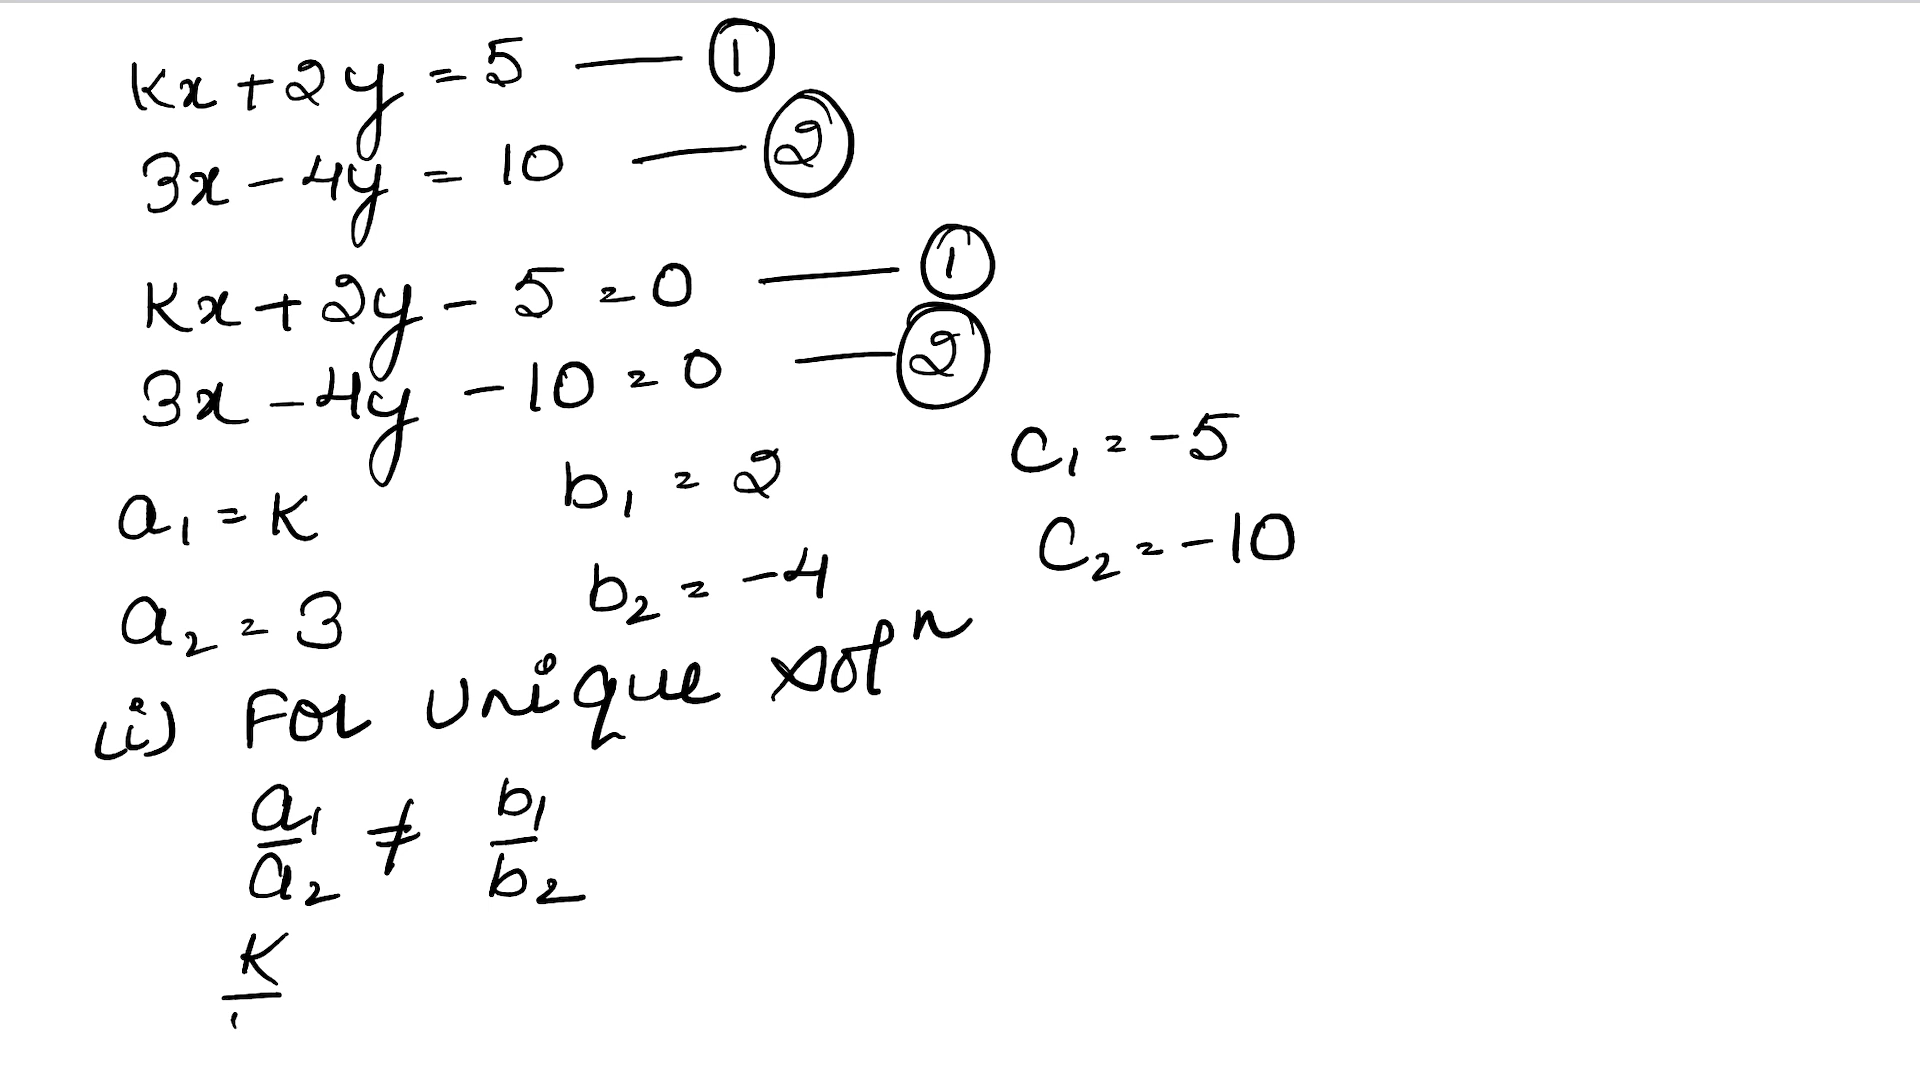 kx + 2y = 5 — ①
3x - 4y = 10 — ②
kx + 2y - 5 = 0 — ①
3x - 4y - 10 = 0 — ②
a₁ = k b₁ = 2 c₁ = -5
a₂ = 3 b₂ = -4 c₂ = -10
(i) For unique solⁿ
a₁/a₂ ≠ b₁/b₂
k/